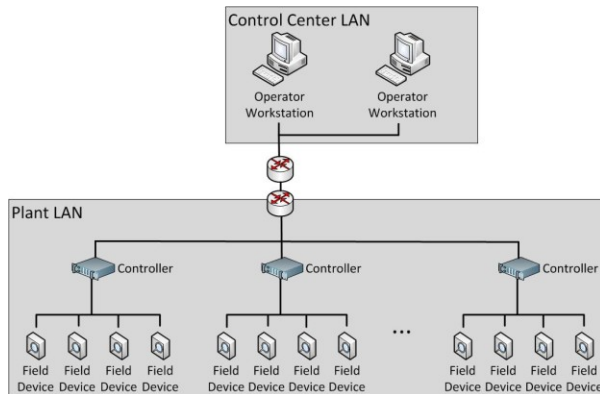 Control Center LAN
Operator
Workstation
Operator
Workstation
Plant LAN
Controller
Controller
Controller
...
Field
Device
Field
Device
Field
Device
Field
Device
Field
Device
Field
Device
Field
Device
Field
Device
Field
Device
Field
Device
Field
Device
Field
Device